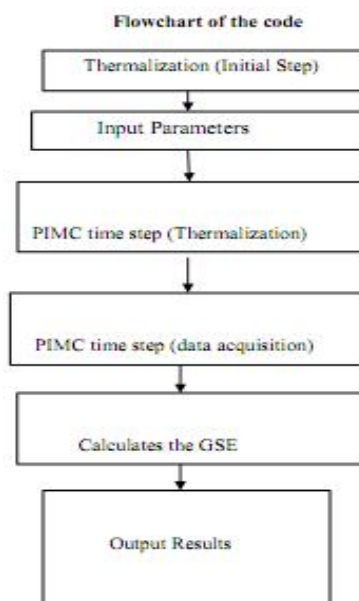 Flowchart of the code
Thermalization (Initial Step)
Input Parameters
PIMC time step (Thermalization)
PIMC time step (data acquisition)
Calculates the GSE
Output Results